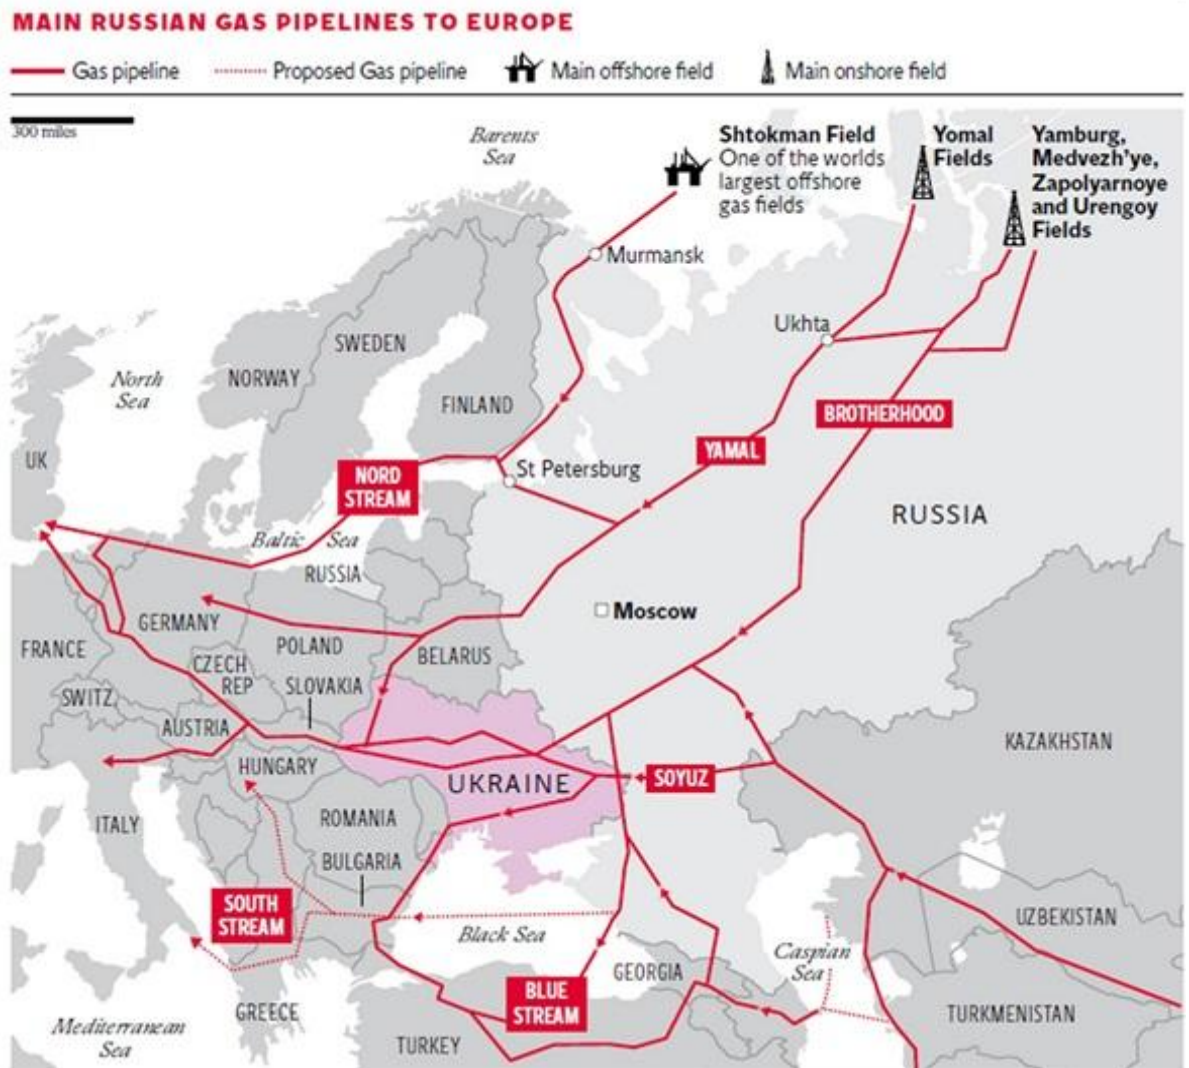 MAIN RUSSIAN GAS PIPELINES TO EUROPE
Gas pipeline
Proposed Gas pipeline
Main offshore field
Main onshore field
300 miles
Barents
Sea
Shtokman Field
One of the worlds
largest offshore
gas fields
Yomal
Fields
Yamburg,
Medvezh'ye,
Zapolyarnoye
and Urengoy
Fields
Murmansk
Ukhta
SWEDEN
NORWAY
North
Sea
FINLAND
BROTHERHOOD
YAMAL
UK
NORD
STREAM
St Petersburg
RUSSIA
Baltic Sea
RUSSIA
Moscow
GERMANY
FRANCE
POLAND
BELARUS
CZECH
REP
SLOVAKIA
SWITZ
AUSTRIA
KAZAKHSTAN
HUNGARY
UKRAINE
SOYUZ
ITALY
ROMANIA
BULGARIA
SOUTH
STREAM
UZBEKISTAN
Black Sea
Caspian
Sea
GEORGIA
BLUE
STREAM
GREECE
TURKMENISTAN
Mediterranean
Sea
TURKEY